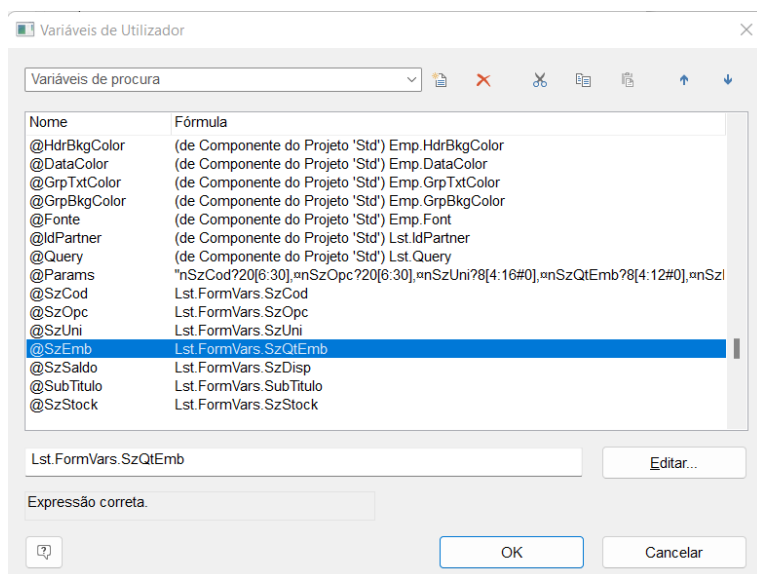 Variáveis de Utilizador
Variáveis de procura
Nome Fórmula
@HdrBkgColor (de Componente do Projeto 'Std') Emp.HdrBkgColor
@DataColor (de Componente do Projeto 'Std') Emp.DataColor
@GrpTxtColor (de Componente do Projeto 'Std') Emp.GrpTxtColor
@GrpBkgColor (de Componente do Projeto 'Std') Emp.GrpBkgColor
@Fonte (de Componente do Projeto 'Std') Emp.Font
@IdPartner (de Componente do Projeto 'Std') Lst.IdPartner
@Query (de Componente do Projeto 'Std') Lst.Query
@Params "nSzCod?20[6:30],¤nSzOpc?20[6:30],¤nSzUni?8[4:16#0],¤nSzQtEmb?8[4:12#0],¤nSzl
@SzCod Lst.FormVars.SzCod
@SzOpc Lst.FormVars.SzOpc
@SzUni Lst.FormVars.SzUni
@SzEmb Lst.FormVars.SzQtEmb
@SzSaldo Lst.FormVars.SzDisp
@SubTitulo Lst.FormVars.SubTitulo
@SzStock Lst.FormVars.SzStock
Lst.FormVars.SzQtEmb
Editar...
Expressão correta.
OK Cancelar